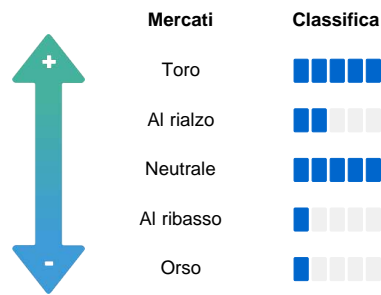 Mercati Classifica
+
Toro
Al rialzo
Neutrale
Al ribasso
-
Orso